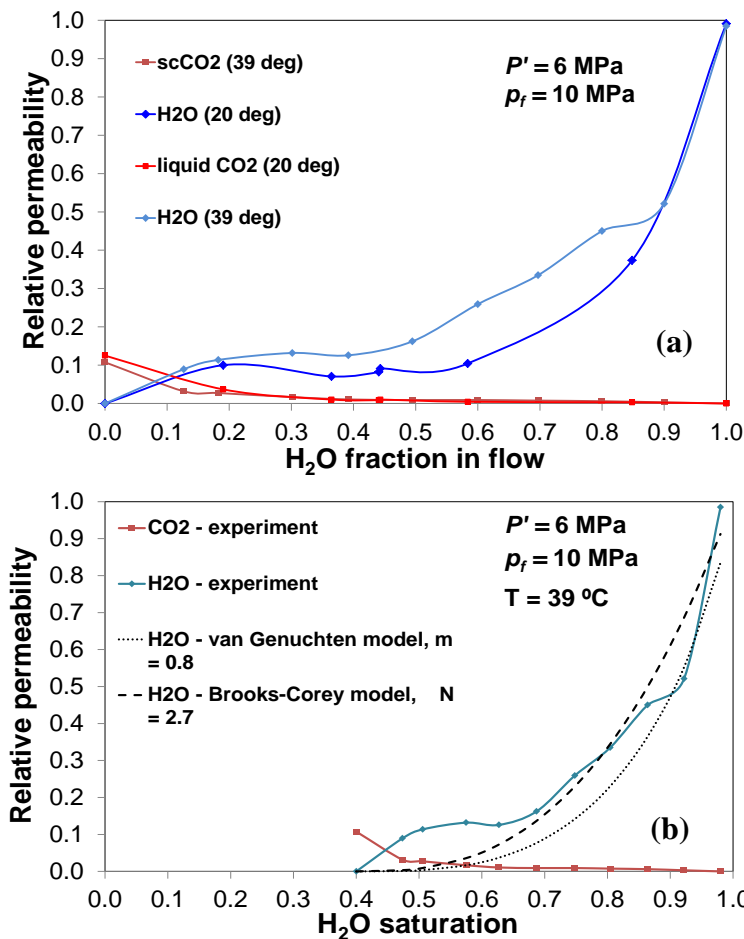 1.0
0.9
0.8
0.7
0.6
0.5
0.4
0.3
0.2
0.1
0.0
Relative permeability
scCO2 (39 deg)
H2O (20 deg)
liquid CO2 (20 deg)
H2O (39 deg)
P' = 6 MPa
p_f = 10 MPa
(a)
0.0 0.1 0.2 0.3 0.4 0.5 0.6 0.7 0.8 0.9 1.0
H₂O fraction in flow
1.0
0.9
0.8
0.7
0.6
0.5
0.4
0.3
0.2
0.1
0.0
Relative permeability
CO2 - experiment
H2O - experiment
H2O - van Genuchten model, m
= 0.8
H2O - Brooks-Corey model, N
= 2.7
P' = 6 MPa
p_f = 10 MPa
T = 39 ºC
(b)
0.0 0.1 0.2 0.3 0.4 0.5 0.6 0.7 0.8 0.9 1.0
H₂O saturation